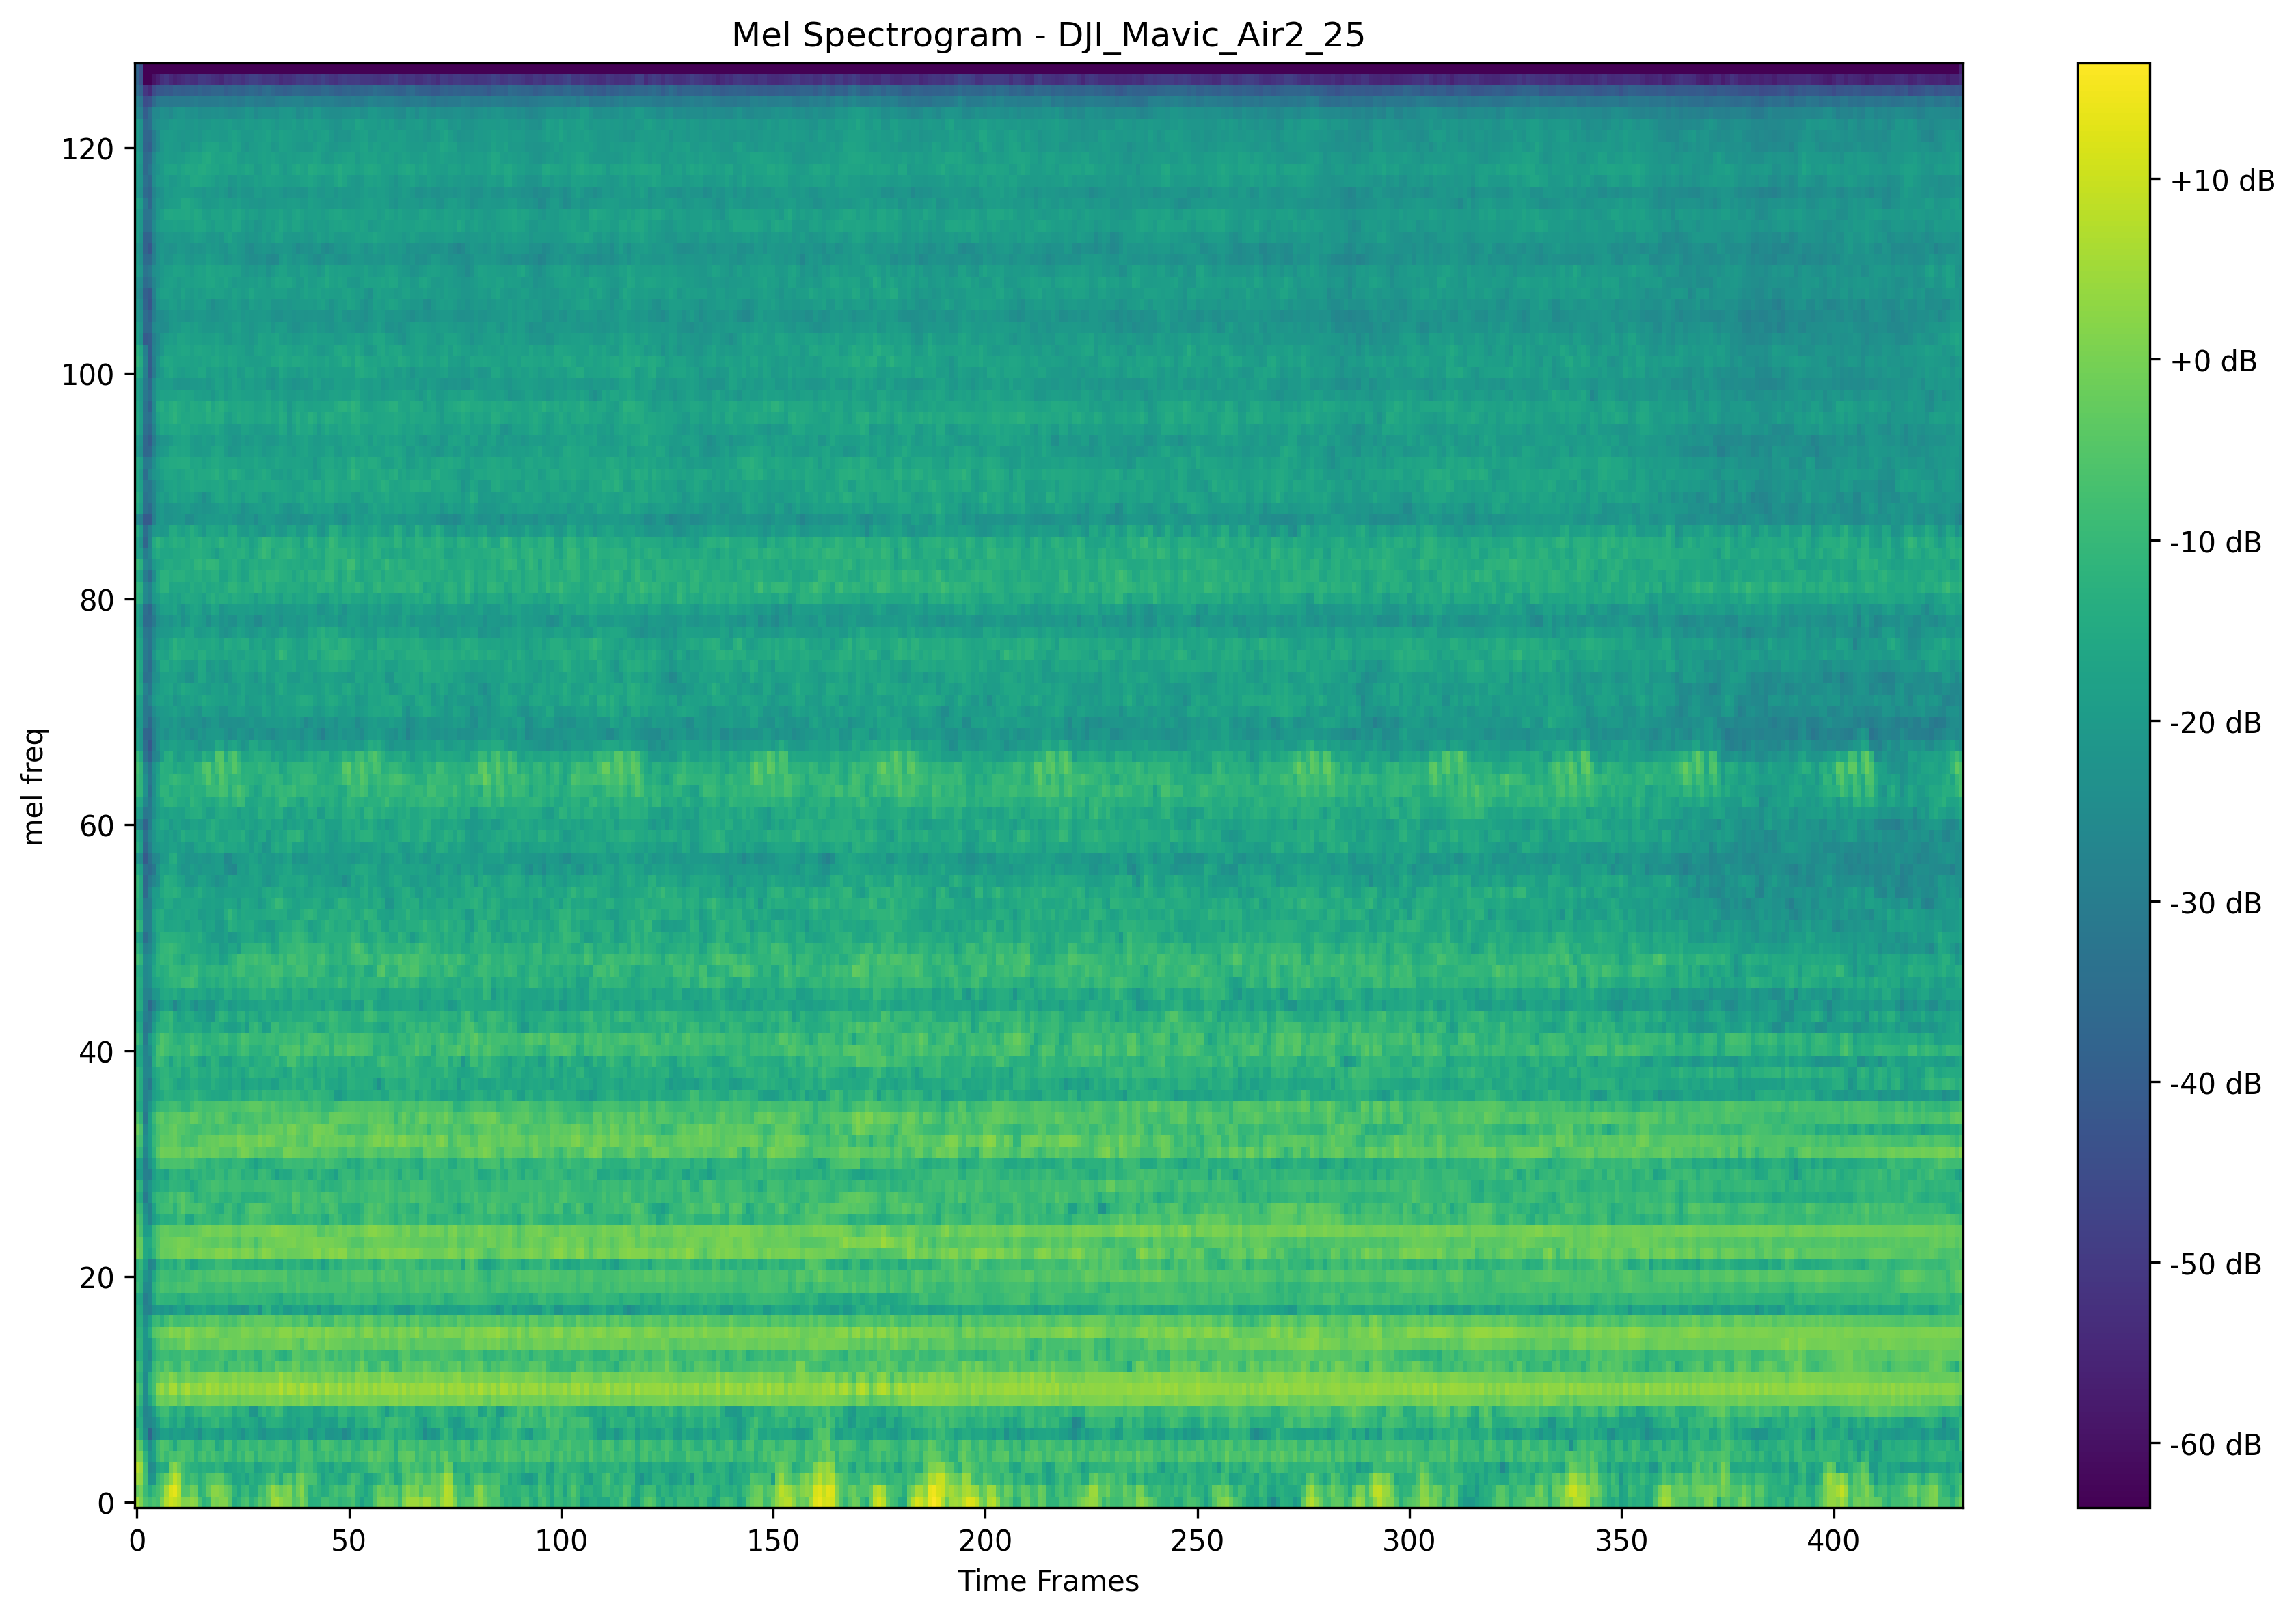 Mel Spectrogram - DJI_Mavic_Air2_25
120
100
80
60
40
20
0
mel freq
0 50 100 150 200 250 300 350 400
Time Frames
+10 dB
+0 dB
-10 dB
-20 dB
-30 dB
-40 dB
-50 dB
-60 dB